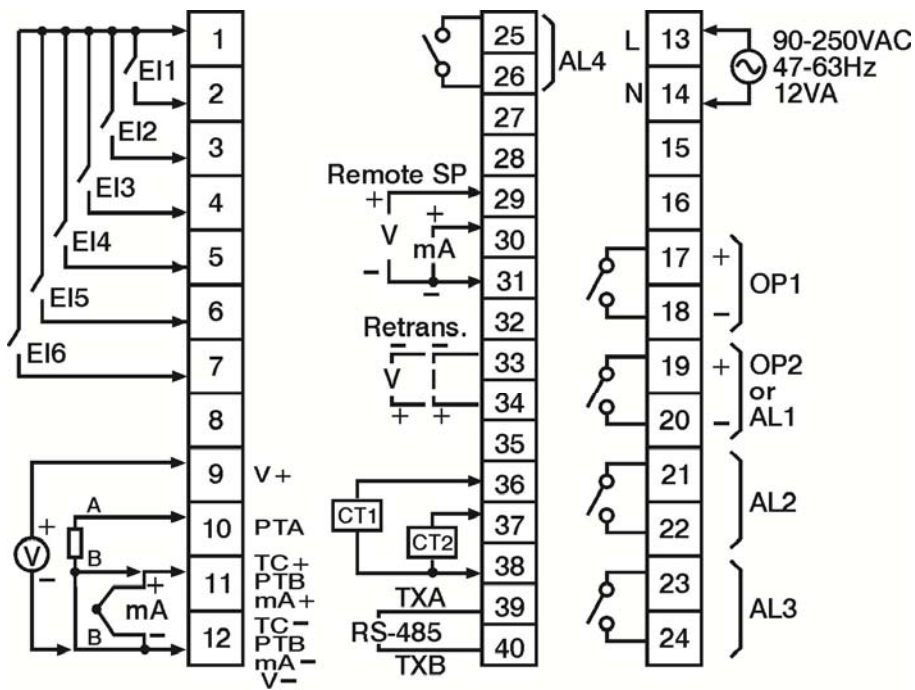 1
2
3
4
5
6
7
8
9
10
11
12
EI1
EI2
EI3
EI4
EI5
EI6
V+
PTA
TC+
PTB
mA+
TC-
PTB
mA-
V-
+
V
-
A
B
B
+
mA
-
25
26
27
28
29
30
31
32
33
34
35
36
37
38
39
40
AL4
Remote SP
+
V
-
+
mA
-
Retrans.
- -
V I
+ +
CT1
CT2
TXA
RS-485
TXB
L 13
N 14
15
16
17
18
19
20
21
22
23
24
90-250VAC
47-63Hz
12VA
+
-
OP1
+
-
OP2
or
AL1
AL2
AL3